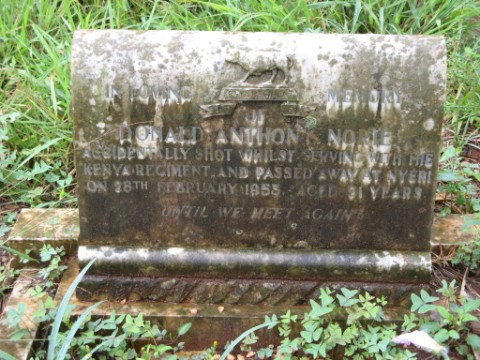 IN LOVING MEMORY
OF
DONALD ANTHONY
ACCIDENTALLY SHOT WHILST SERVING WITH THE
KENYA REGIMENT, AND PASSED AWAY AT NYERI
ON 28TH FEBRUARY 1953. AGED 21 YEARS
UNTIL WE MEET AGAIN